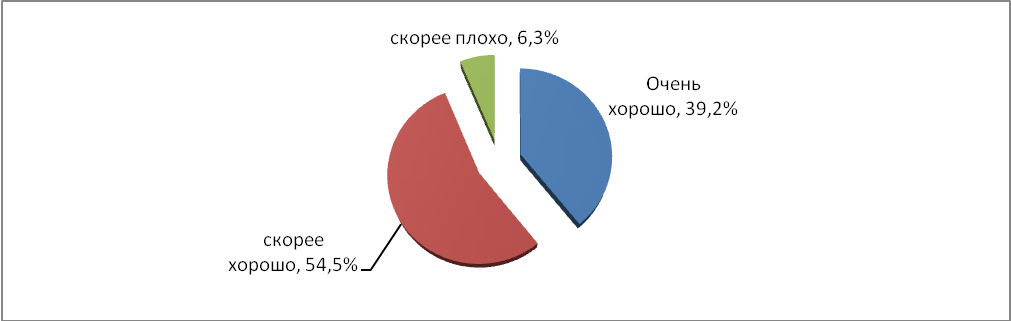 скорее плохо, 6,3%
Очень
хорошо, 39,2%
скорее
хорошо, 54,5%